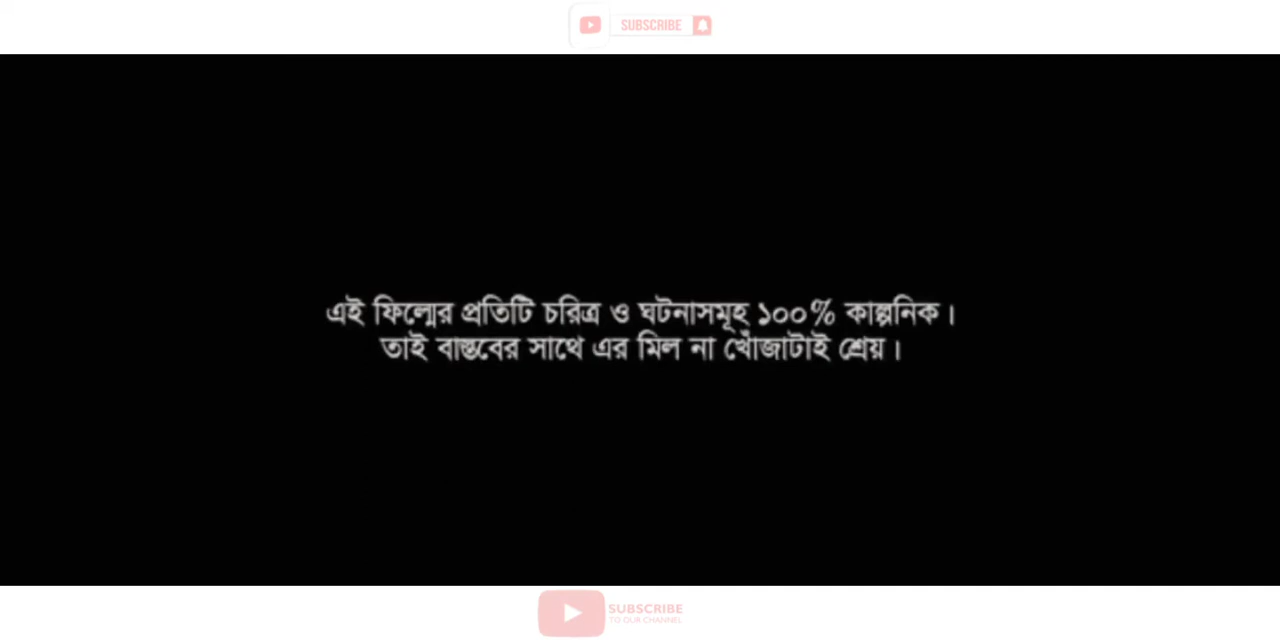 SUBSCRIBE
এই ফিল্মের প্রতিটি চরিত্র ও ঘটনাসমূহ ১০০% কাল্পনিক।
তাই বাস্তবের সাথে এর মিল না খোঁজাটাই শ্রেয়।
SUBSCRIBE
TO OUR CHANNEL